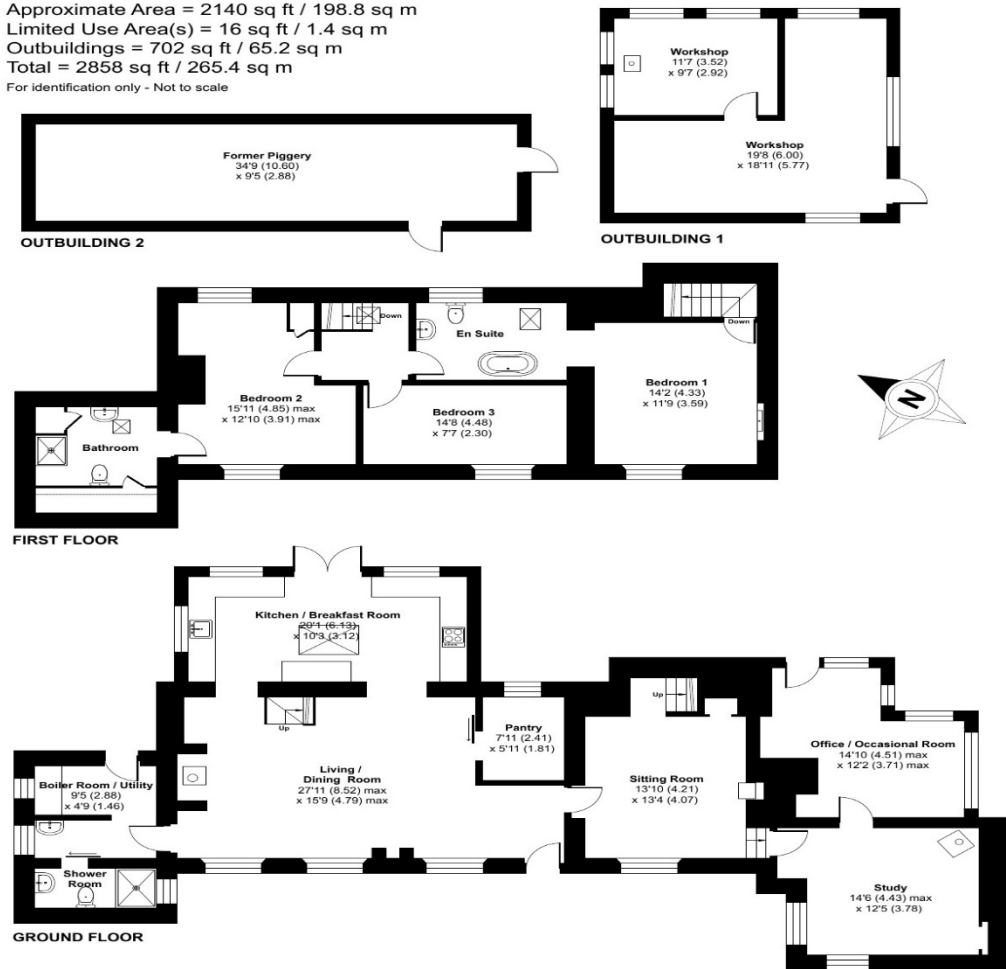 Approximate Area = 2140 sq ft / 198.8 sq m
Limited Use Area(s) = 16 sq ft / 1.4 sq m
Outbuildings = 702 sq ft / 65.2 sq m
Total = 2858 sq ft / 265.4 sq m
For identification only - Not to scale
Former Piggery
34'9 (10.60)
x 9'5 (2.88)
OUTBUILDING 2
Workshop
11'7 (3.52)
x 9'7 (2.92)
Workshop
19'8 (6.00)
x 18'11 (5.77)
OUTBUILDING 1
Bathroom
Bedroom 2
15'11 (4.85) max
x 12'10 (3.91) max
Down
En Suite
Bedroom 3
14'8 (4.48)
x 7'7 (2.30)
Down
Bedroom 1
14'2 (4.33)
x 11'9 (3.59)
FIRST FLOOR
N
Kitchen / Breakfast Room
20'1 (6.13)
x 10'3 (3.12)
Up
Living /
Dining Room
27'11 (8.52) max
x 15'9 (4.79) max
Pantry
7'11 (2.41)
x 5'11 (1.81)
Boiler Room / Utility
9'5 (2.88)
x 4'9 (1.46)
Shower
Room
Up
Sitting Room
13'10 (4.21)
x 13'4 (4.07)
Office / Occasional Room
14'10 (4.51) max
x 12'2 (3.71) max
Study
14'6 (4.43) max
x 12'5 (3.78)
GROUND FLOOR